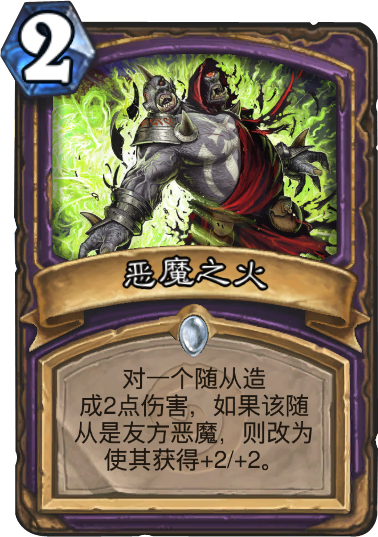 2
恶魔之火
对一个随从造
成2点伤害，如果该随
从是友方恶魔，则改为
使其获得+2/+2。